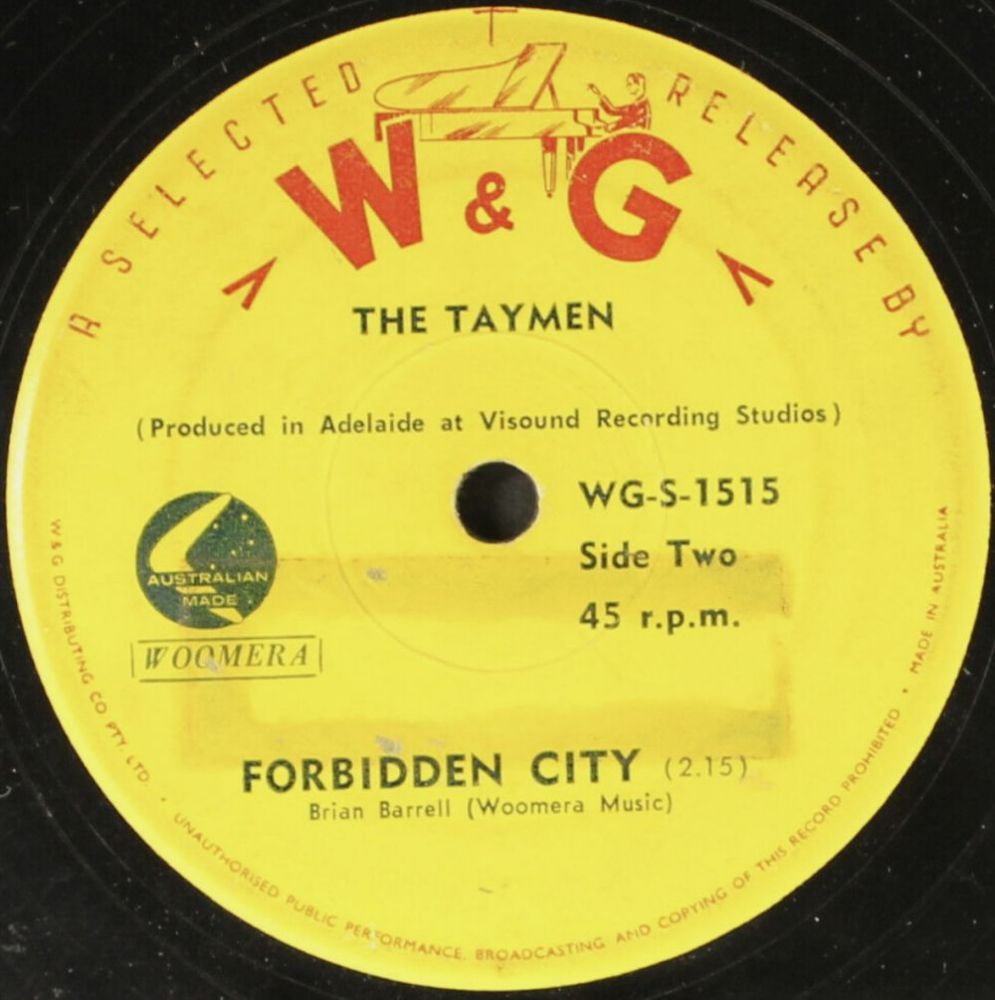 A SELECTED RELEASE BY
W & G
THE TAYMEN
(Produced in Adelaide at Visound Recording Studios)
WG-S-1515
Side Two
45 r.p.m.
AUSTRALIAN
MADE
WOOMERA
FORBIDDEN CITY (2.15)
Brian Barrell (Woomera Music)
W & G DISTRIBUTING CO PTY. LTD. • UNAUTHORISED PUBLIC PERFORMANCE, BROADCASTING AND COPYING OF THIS RECORD PROHIBITED • MADE IN AUSTRALIA